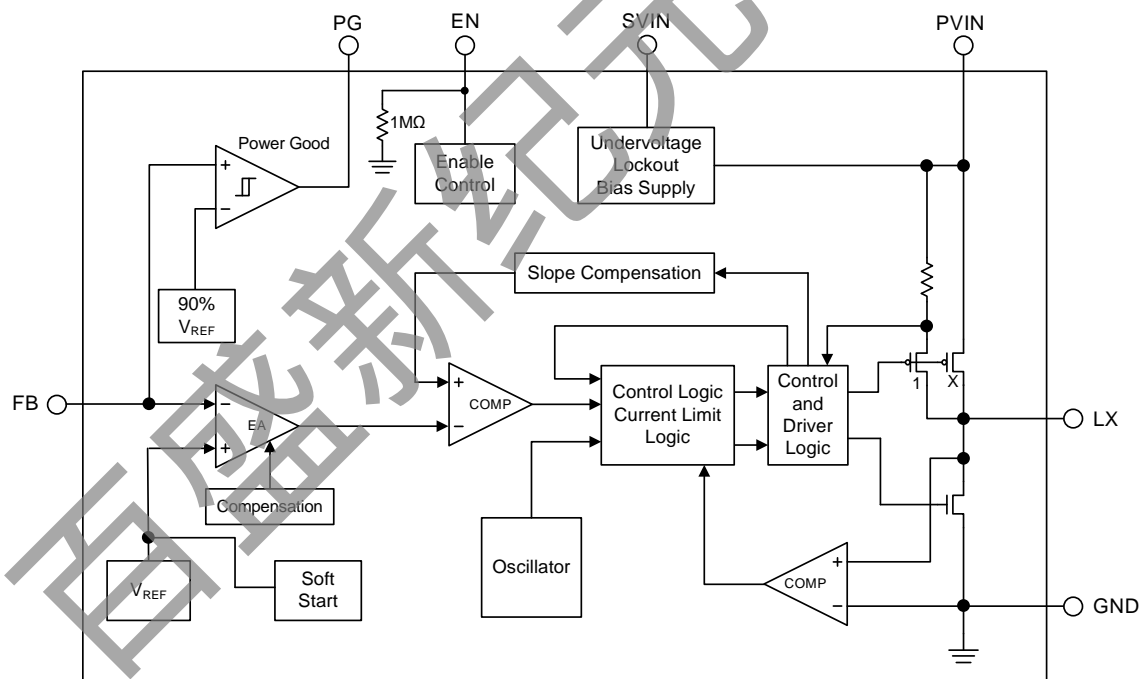 PG
EN
SVIN
PVIN
1MΩ
Power Good
Enable
Control
Undervoltage
Lockout
Bias Supply
+
−
Slope Compensation
90%
VREF
1
X
FB
−
EA
+
+
COMP
−
Control Logic
Current Limit
Logic
Control
and
Driver
Logic
LX
Compensation
Oscillator
VREF
Soft
Start
+
COMP
−
GND
百盛新纪元